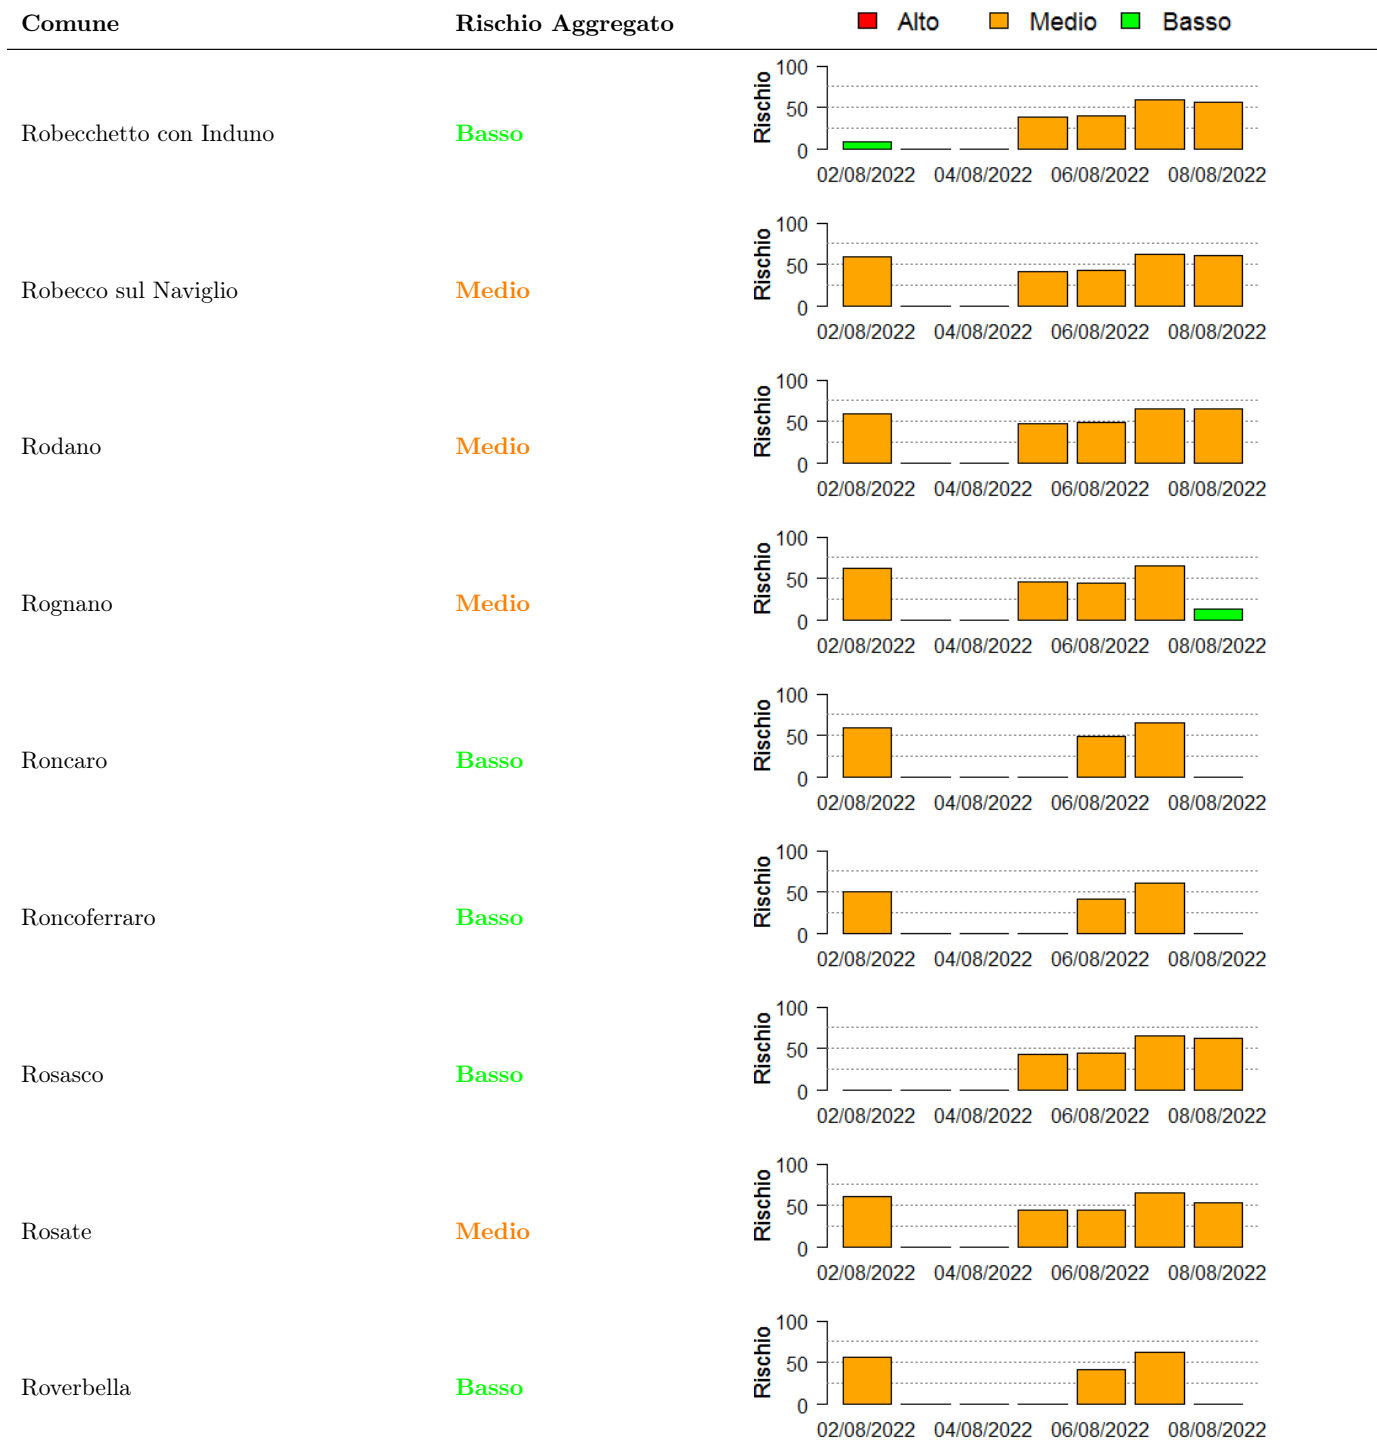 Comune Rischio Aggregato Alto Medio Basso
Robecchetto con Induno Basso Rischio 100 50 0
02/08/2022 04/08/2022 06/08/2022 08/08/2022
Robecco sul Naviglio Medio Rischio 100 50 0
02/08/2022 04/08/2022 06/08/2022 08/08/2022
Rodano Medio Rischio 100 50 0
02/08/2022 04/08/2022 06/08/2022 08/08/2022
Rognano Medio Rischio 100 50 0
02/08/2022 04/08/2022 06/08/2022 08/08/2022
Roncaro Basso Rischio 100 50 0
02/08/2022 04/08/2022 06/08/2022 08/08/2022
Roncoferraro Basso Rischio 100 50 0
02/08/2022 04/08/2022 06/08/2022 08/08/2022
Rosasco Basso Rischio 100 50 0
02/08/2022 04/08/2022 06/08/2022 08/08/2022
Rosate Medio Rischio 100 50 0
02/08/2022 04/08/2022 06/08/2022 08/08/2022
Roverbella Basso Rischio 100 50 0
02/08/2022 04/08/2022 06/08/2022 08/08/2022